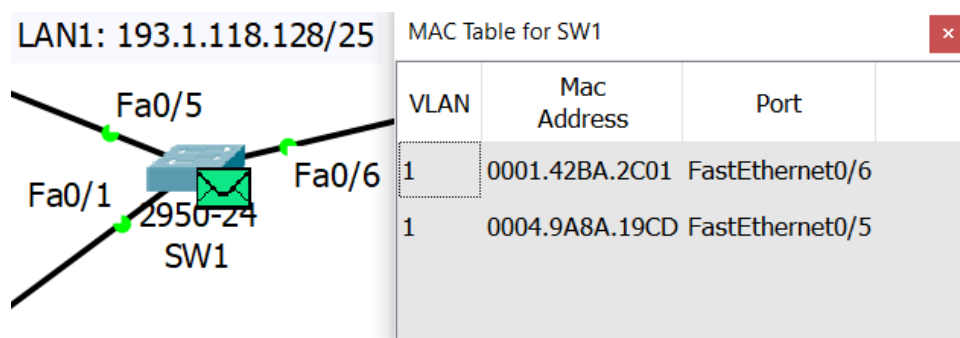 LAN1: 193.1.118.128/25
Fa0/5
Fa0/6
Fa0/1
2950-24
SW1
MAC Table for SW1
VLAN Mac Address Port
1 0001.42BA.2C01 FastEthernet0/6
1 0004.9A8A.19CD FastEthernet0/5